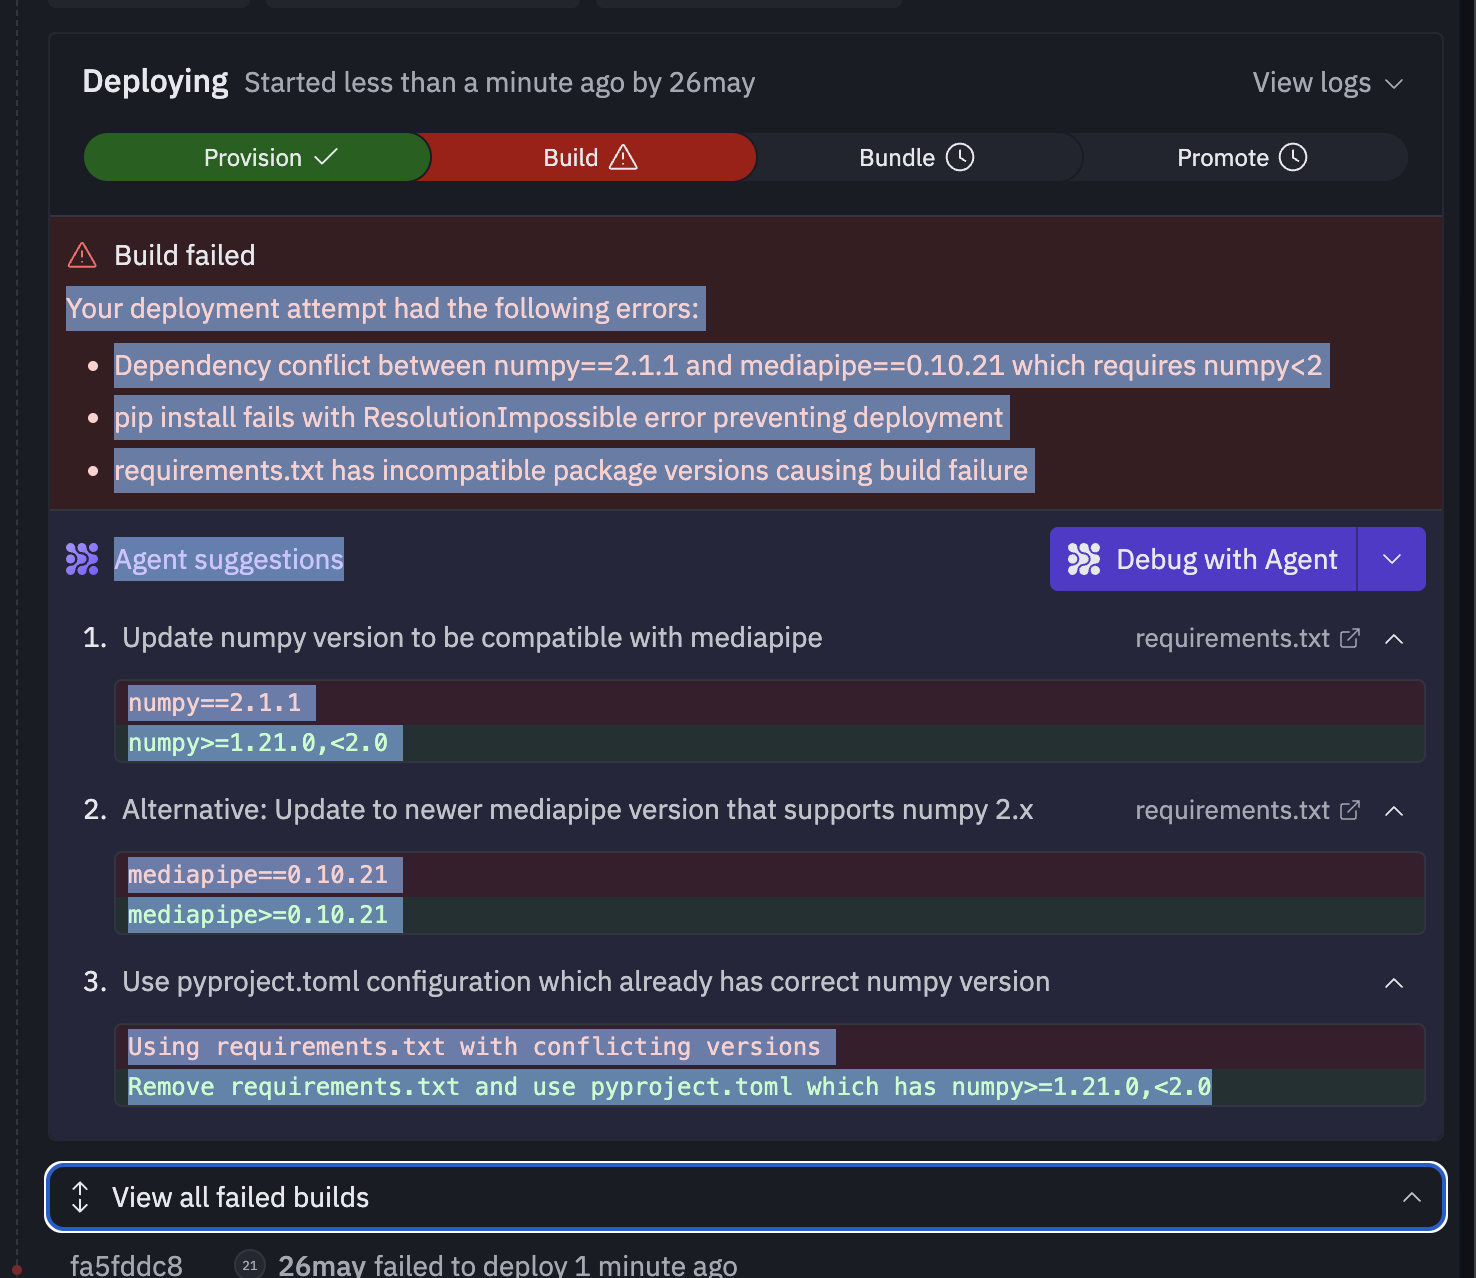 Deploying Started less than a minute ago by 26may View logs
Provision Build Bundle Promote
Build failed
Your deployment attempt had the following errors:
• Dependency conflict between numpy==2.1.1 and mediapipe==0.10.21 which requires numpy<2
• pip install fails with ResolutionImpossible error preventing deployment
• requirements.txt has incompatible package versions causing build failure
Agent suggestions Debug with Agent
1. Update numpy version to be compatible with mediapipe requirements.txt
numpy==2.1.1
numpy>=1.21.0,<2.0
2. Alternative: Update to newer mediapipe version that supports numpy 2.x requirements.txt
mediapipe==0.10.21
mediapipe>=0.10.21
3. Use pyproject.toml configuration which already has correct numpy version
Using requirements.txt with conflicting versions
Remove requirements.txt and use pyproject.toml which has numpy>=1.21.0,<2.0
View all failed builds
fa5fddc8 21 26may failed to deploy 1 minute ago